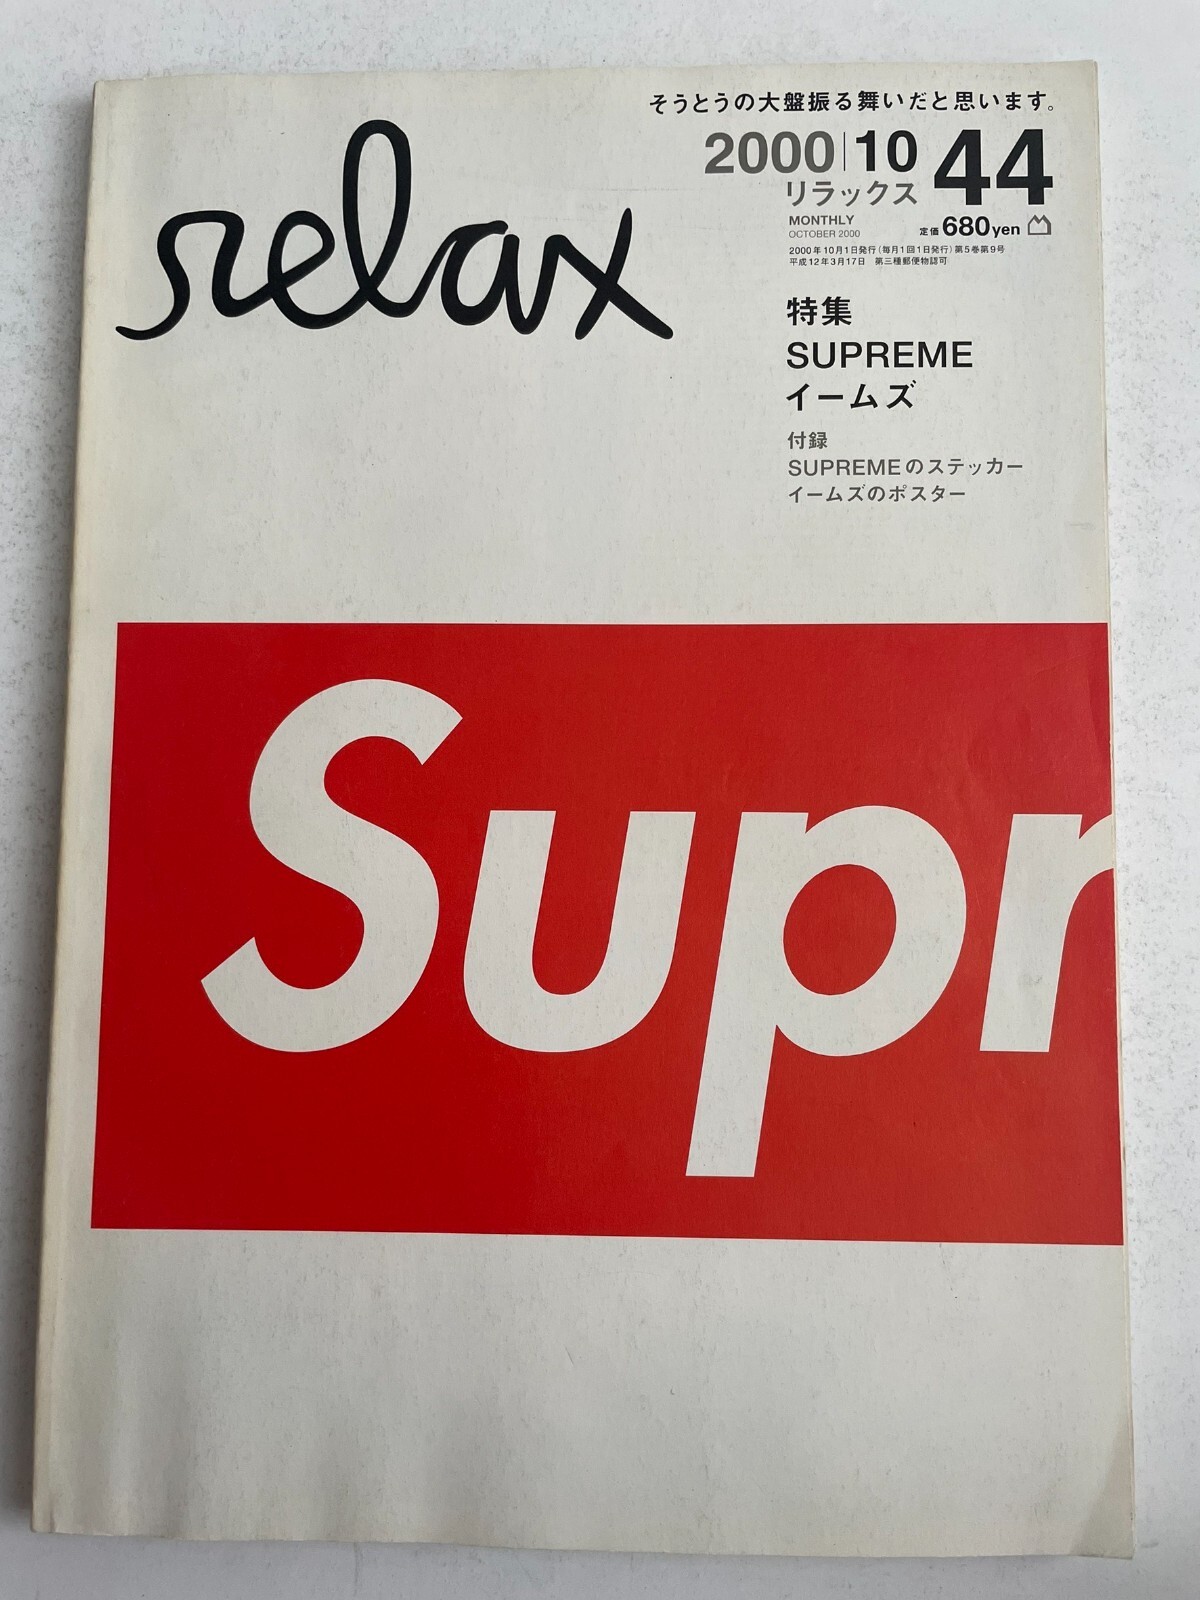 そうとうの大盤振る舞いだと思います。
relax
2000|10 44
リラックス
MONTHLY
OCTOBER 2000
定価680yen
2000年10月1日発行(毎月1回1日発行)第5巻第9号
平成12年3月17日 第三種郵便物認可
特集
SUPREME
イームズ
付録
SUPREMEのステッカー
イームズのポスター
Supr